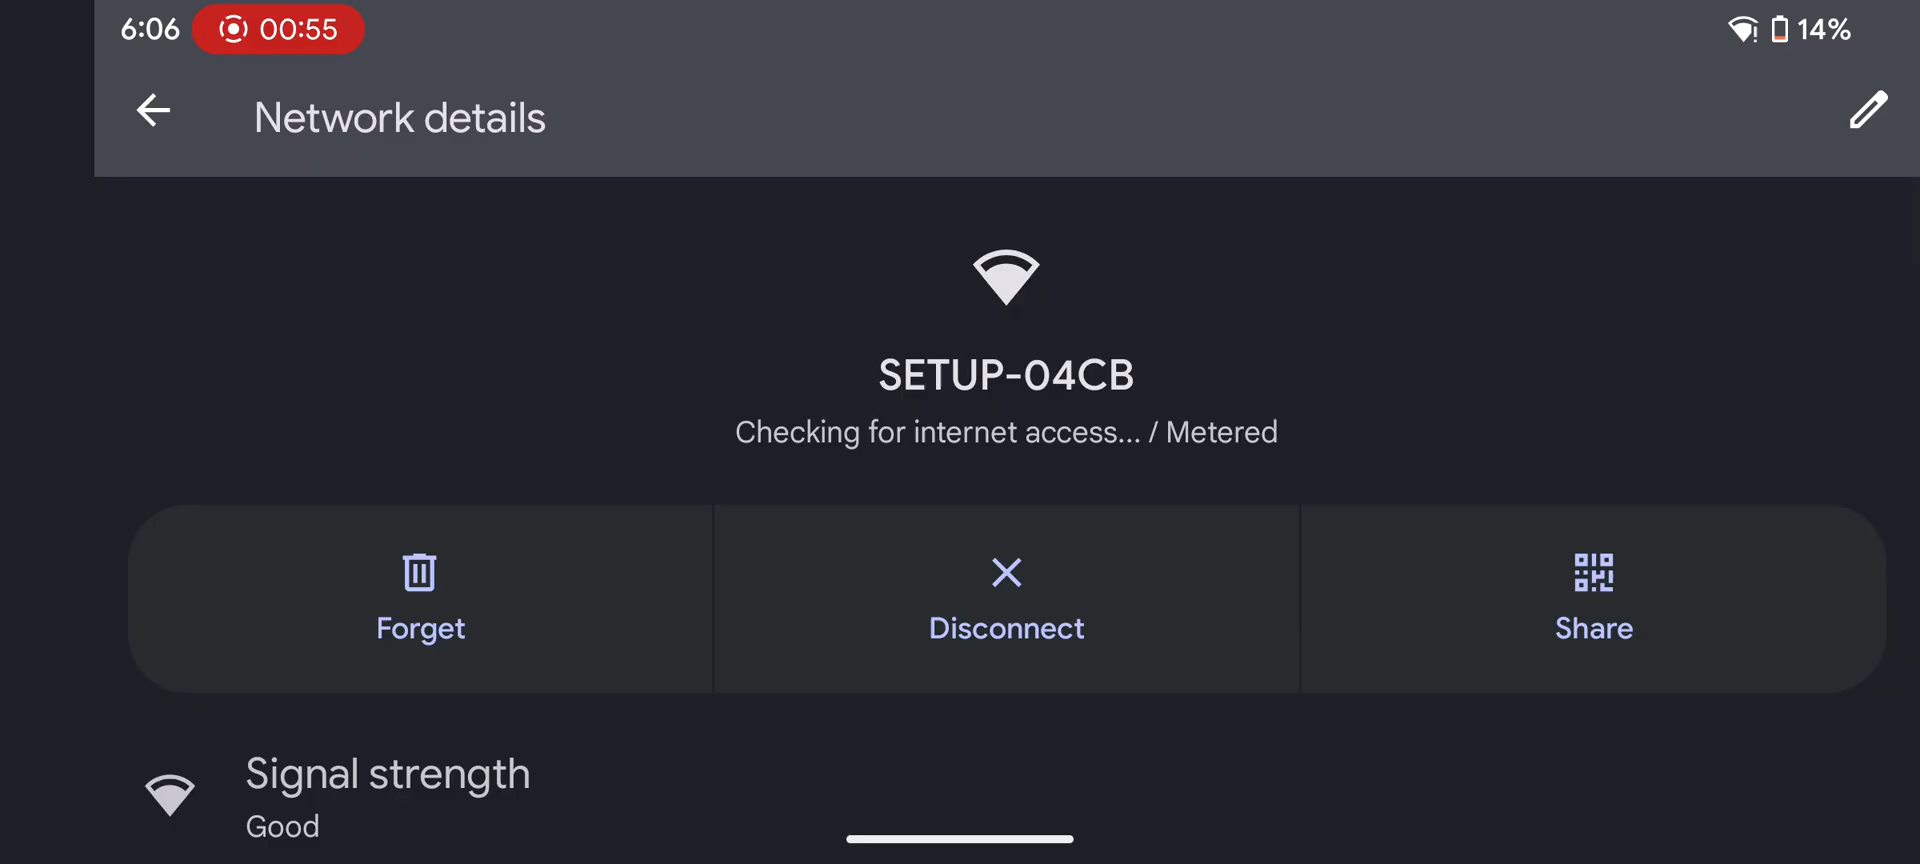 6:06 00:55 14%
Network details
SETUP-04CB
Checking for internet access... / Metered
Forget Disconnect Share
Signal strength
Good